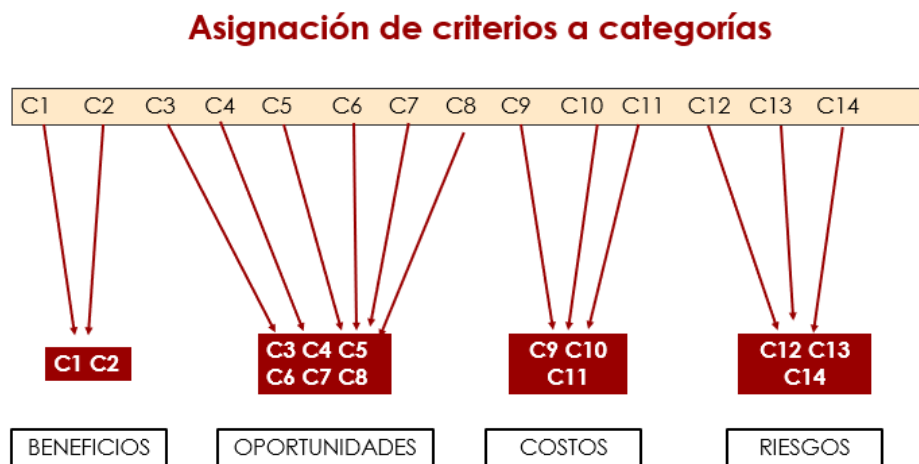 Asignación de criterios a categorías
C1 C2 C3 C4 C5 C6 C7 C8 C9 C10 C11 C12 C13 C14
C1 C2
C3 C4 C5
C6 C7 C8
C9 C10
C11
C12 C13
C14
BENEFICIOS
OPORTUNIDADES
COSTOS
RIESGOS